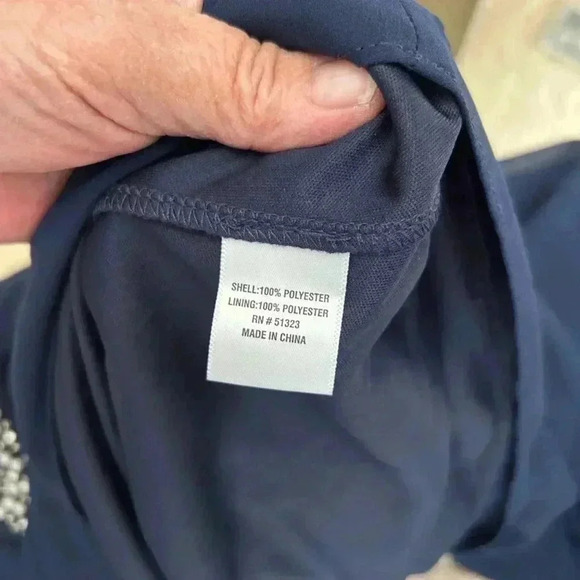 SHELL:100% POLYESTER
LINING:100% POLYESTER
RN # 51323
MADE IN CHINA